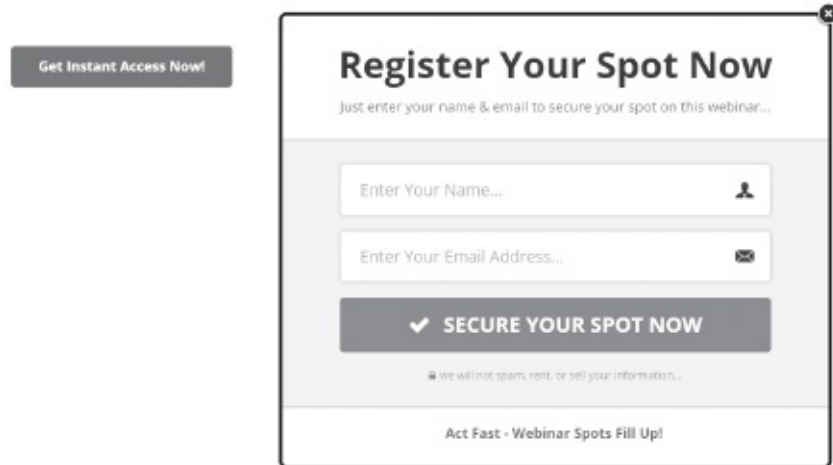 Get Instant Access Now!
Register Your Spot Now
Just enter your name & email to secure your spot on this webinar...
Enter Your Name...
Enter Your Email Address...
SECURE YOUR SPOT NOW
we will not spam, rent, or sell your information...
Act Fast - Webinar Spots Fill Up!